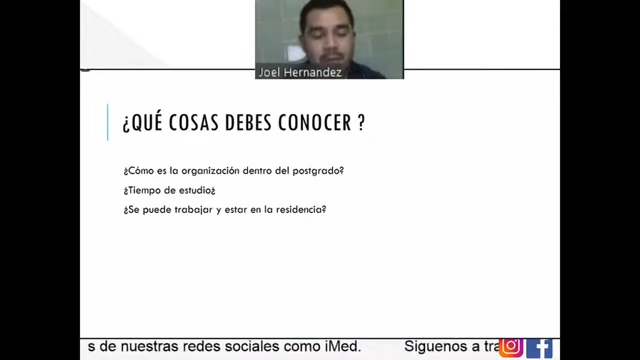 Joel Hernandez
¿QUÉ COSAS DEBES CONOCER ?
¿Cómo es la organización dentro del postgrado?
¿Tiempo de estudio¿
¿Se puede trabajar y estar en la residencia?
s de nuestras redes sociales como iMed. Siguenos a tra